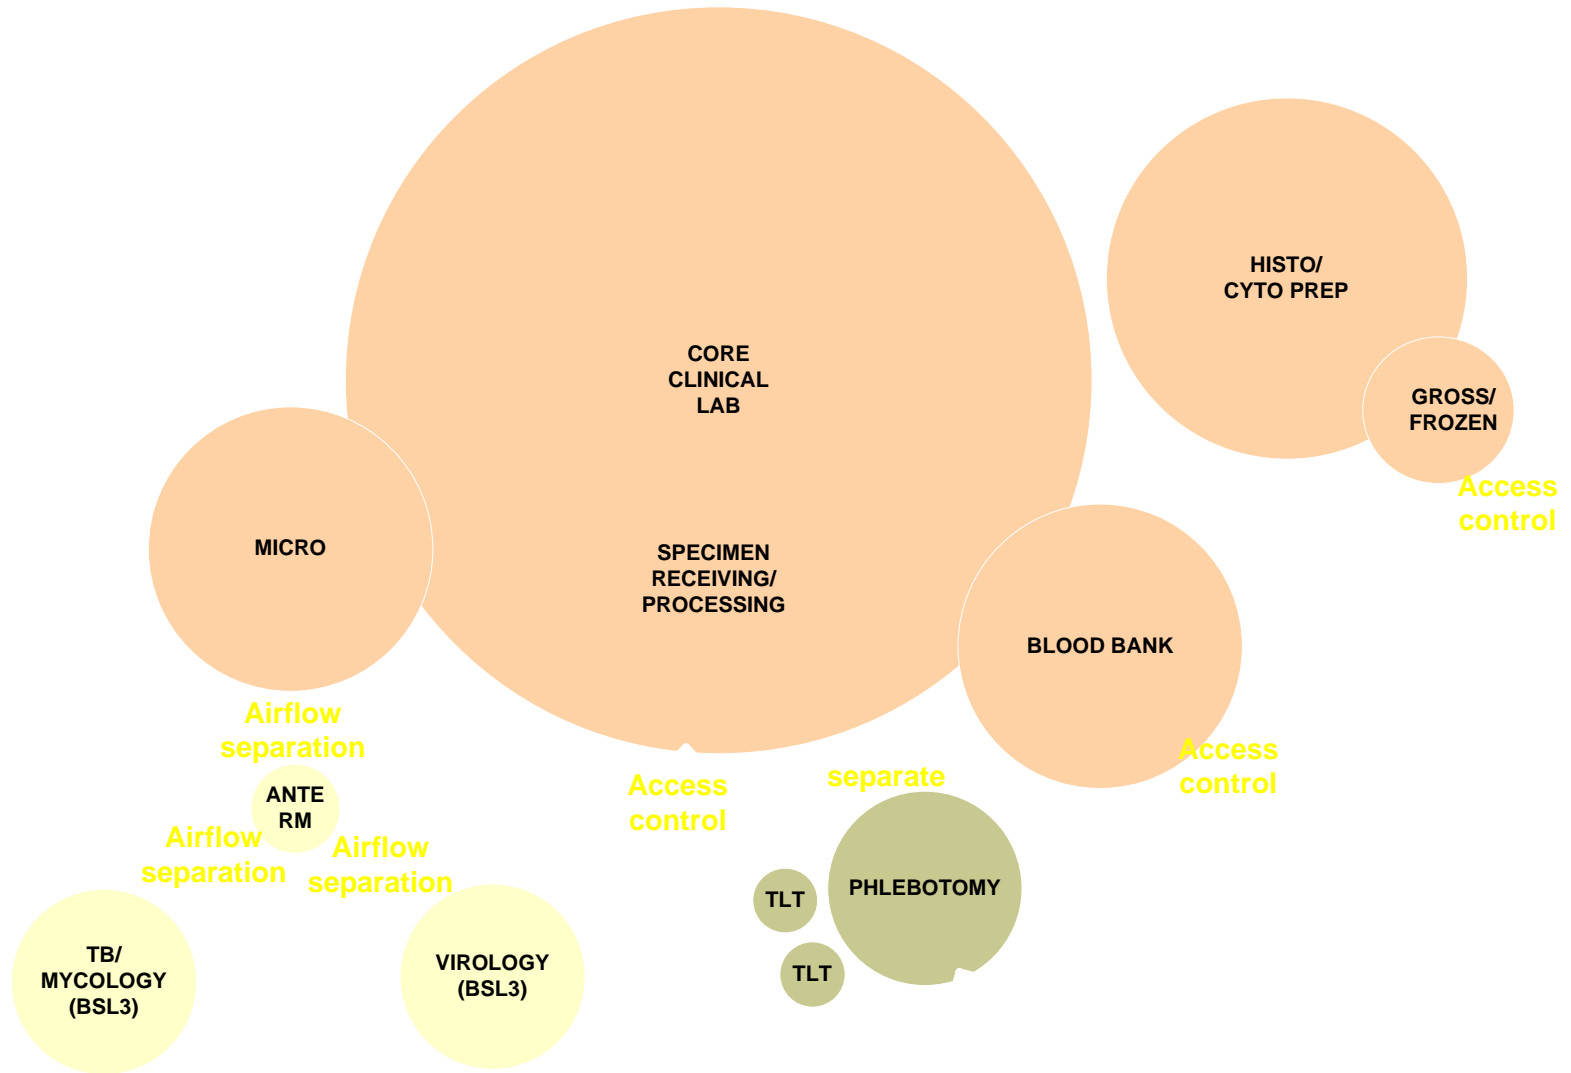 HISTO/
CYTO PREP
CORE
CLINICAL
LAB
GROSS/
FROZEN
Access
control
MICRO
SPECIMEN
RECEIVING/
PROCESSING
BLOOD BANK
Airflow
separation
Access
control
separate
Access
control
ANTE
RM
Airflow
separation
Airflow
separation
TLT
PHLEBOTOMY
TB/
MYCOLOGY
(BSL3)
VIROLOGY
(BSL3)
TLT